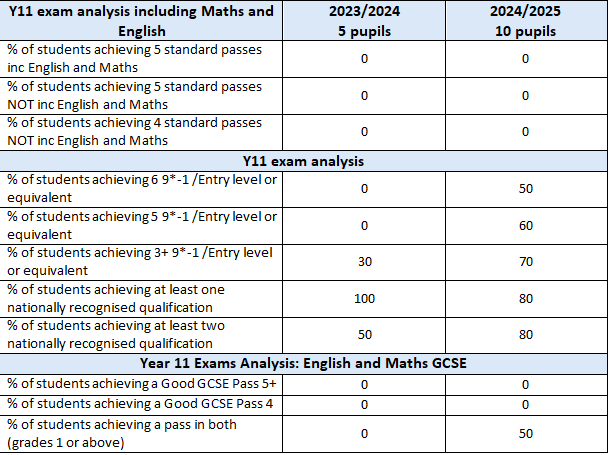 Y11 exam analysis including Maths and
English
2023/2024
5 pupils
2024/2025
10 pupils
% of students achieving 5 standard passes
inc English and Maths
0
0
% of students achieving 5 standard passes
NOT inc English and Maths
0
0
% of students achieving 4 standard passes
NOT inc English and Maths
0
0
Y11 exam analysis
% of students achieving 6 9*-1 /Entry level or
equivalent
0
50
% of students achieving 5 9*-1 /Entry level or
equivalent
0
60
% of students achieving 3+ 9*-1 /Entry level
or equivalent
30
70
% of students achieving at least one
nationally recognised qualification
100
80
% of students achieving at least two
nationally recognised qualification
50
80
Year 11 Exams Analysis: English and Maths GCSE
% of students achieving a Good GCSE Pass 5+
0
0
% of students achieving a Good GCSE Pass 4
0
0
% of students achieving a pass in both
(grades 1 or above)
0
50